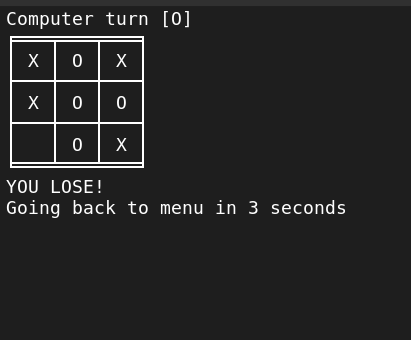 Computer turn [O]
X O X
X O O
O X
YOU LOSE!
Going back to menu in 3 seconds